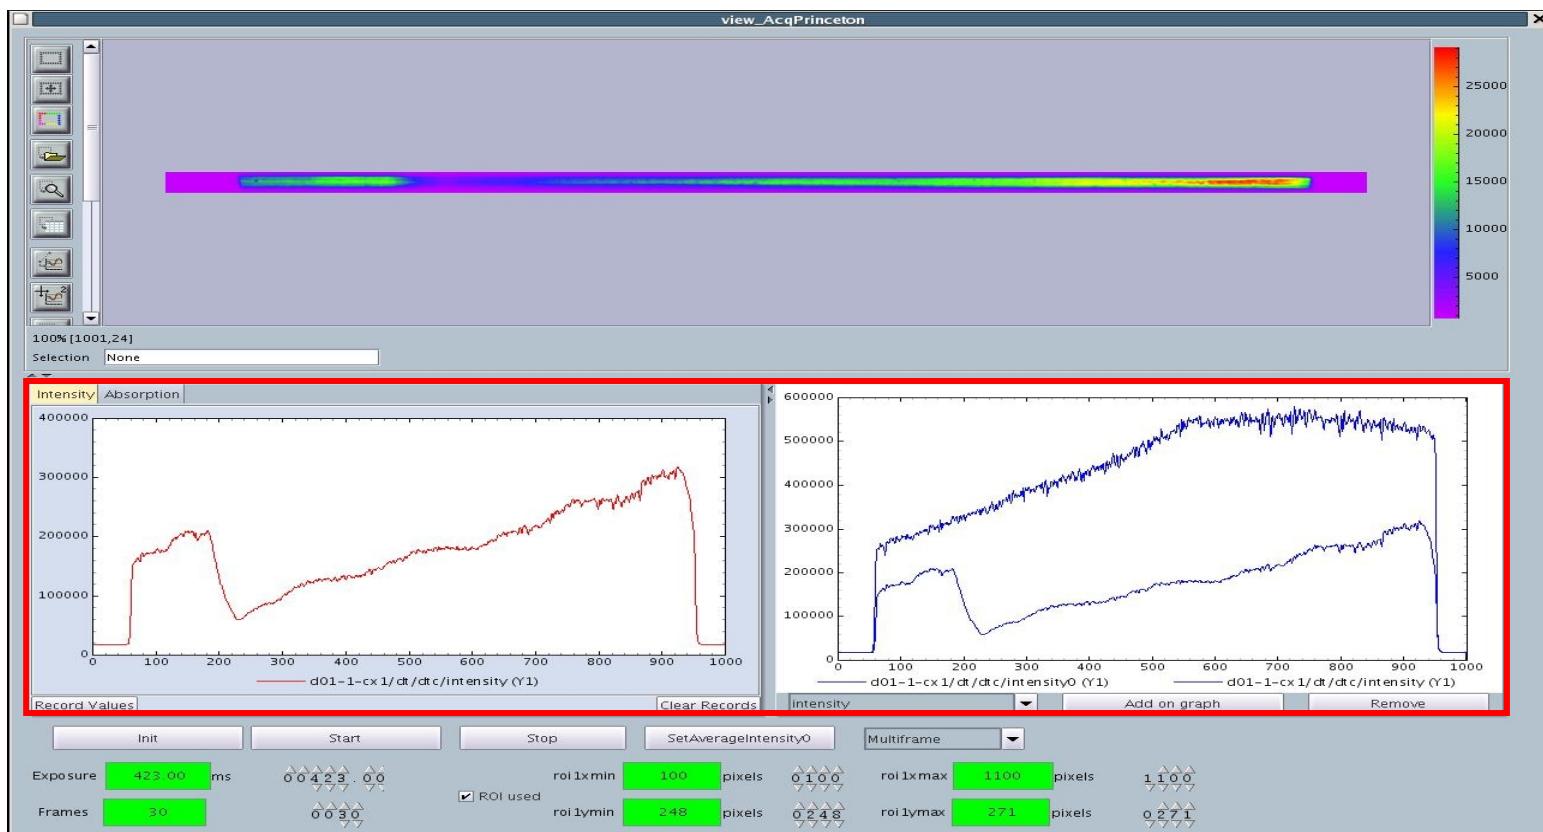 view_AcqPrinceton
25000
20000
15000
10000
5000
100% [1001,24]
Selection None
Intensity Absorption
400000
300000
200000
100000
0
0 100 200 300 400 500 600 700 800 900 1000
d01-1-cx1/dt/dtc/intensity (Y1)
Record Values Clear Records
600000
500000
400000
300000
200000
100000
0
0 100 200 300 400 500 600 700 800 900 1000
d01-1-cx1/dt/dtc/intensity0 (Y1) d01-1-cx1/dt/dtc/intensity (Y1)
intensity Add on graph Remove
Init Start Stop SetAverageIntensity0 Multiframe
Exposure 423.00 ms 00423.00 roi1xmin 100 pixels 0100 roi1xmax 1100 pixels 1100
ROI used
Frames 30 0030 roi1ymin 248 pixels 0248 roi1ymax 271 pixels 0271